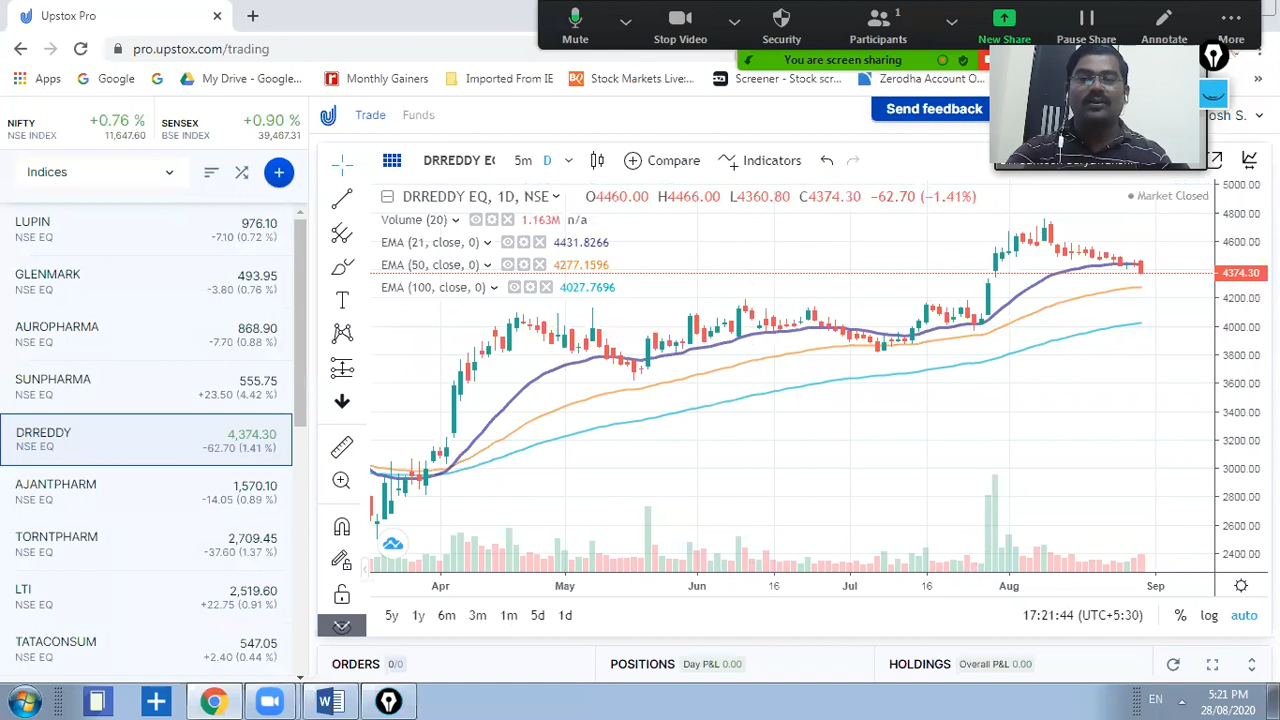 Upstox Pro
Mute
Stop Video
Security
Participants
1
New Share
Pause Share
Annotate
More
pro.upstox.com/trading
You are screen sharing
Apps
Google
My Drive - Google...
Monthly Gainers
Imported From IE
Stock Markets Live:...
Screener - Stock scr...
Zerodha Account O...
»
NIFTY
NSE INDEX
+0.76 %
11,647.60
SENSEX
BSE INDEX
+0.90 %
39,467.31
Trade
Funds
Send feedback
osh S.
Indices
DRREDDY EQ
5m
D
Compare
Indicators
DRREDDY EQ, 1D, NSE
O4460.00 H4466.00 L4360.80 C4374.30 −62.70 (−1.41%)
Market Closed
Volume (20)
1.163M n/a
EMA (21, close, 0)
4431.8266
EMA (50, close, 0)
4277.1596
EMA (100, close, 0)
4027.7696
LUPIN
NSE EQ
976.10
-7.10 (0.72 %)
GLENMARK
NSE EQ
493.95
-3.80 (0.76 %)
AUROPHARMA
NSE EQ
868.90
-7.70 (0.88 %)
SUNPHARMA
NSE EQ
555.75
+23.50 (4.42 %)
DRREDDY
NSE EQ
4,374.30
-62.70 (1.41 %)
AJANTPHARM
NSE EQ
1,570.10
-14.05 (0.89 %)
TORNTPHARM
NSE EQ
2,709.45
-37.60 (1.37 %)
LTI
NSE EQ
2,519.60
+22.75 (0.91 %)
TATACONSUM
NSE EQ
547.05
+2.40 (0.44 %)
5000.00
4800.00
4600.00
4374.30
4200.00
4000.00
3800.00
3600.00
3400.00
3200.00
3000.00
2800.00
2600.00
2400.00
Apr
May
Jun
16
Jul
16
Aug
Sep
5y
1y
6m
3m
1m
5d
1d
17:21:44 (UTC+5:30)
%
log
auto
ORDERS 0/0
POSITIONS Day P&L 0.00
HOLDINGS Overall P&L 0.00
EN
5:21 PM
28/08/2020